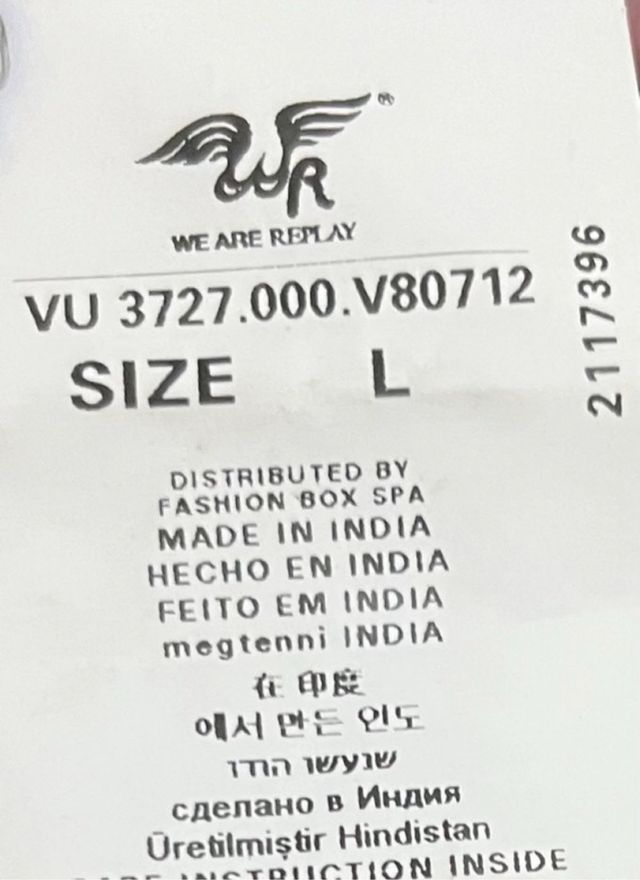 WR®
WE ARE REPLAY
VU 3727.000.V80712
2117396
SIZE L
DISTRIBUTED BY
FASHION BOX SPA
MADE IN INDIA
HECHO EN INDIA
FEITO EM INDIA
megtenni INDIA
在 印度
에서 만든 인도
שנעשו הודו
сделано в Индия
Üretilmiştir Hindistan
INSTRUCTION INSIDE